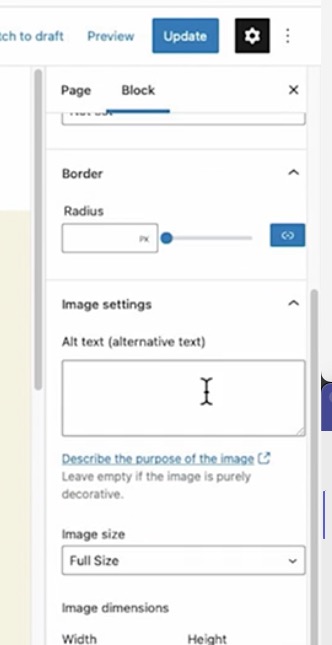 tch to draft Preview Update
Page Block
Border
Radius
PX
Image settings
Alt text (alternative text)
Describe the purpose of the image
Leave empty if the image is purely
decorative.
Image size
Full Size
Image dimensions
Width Height